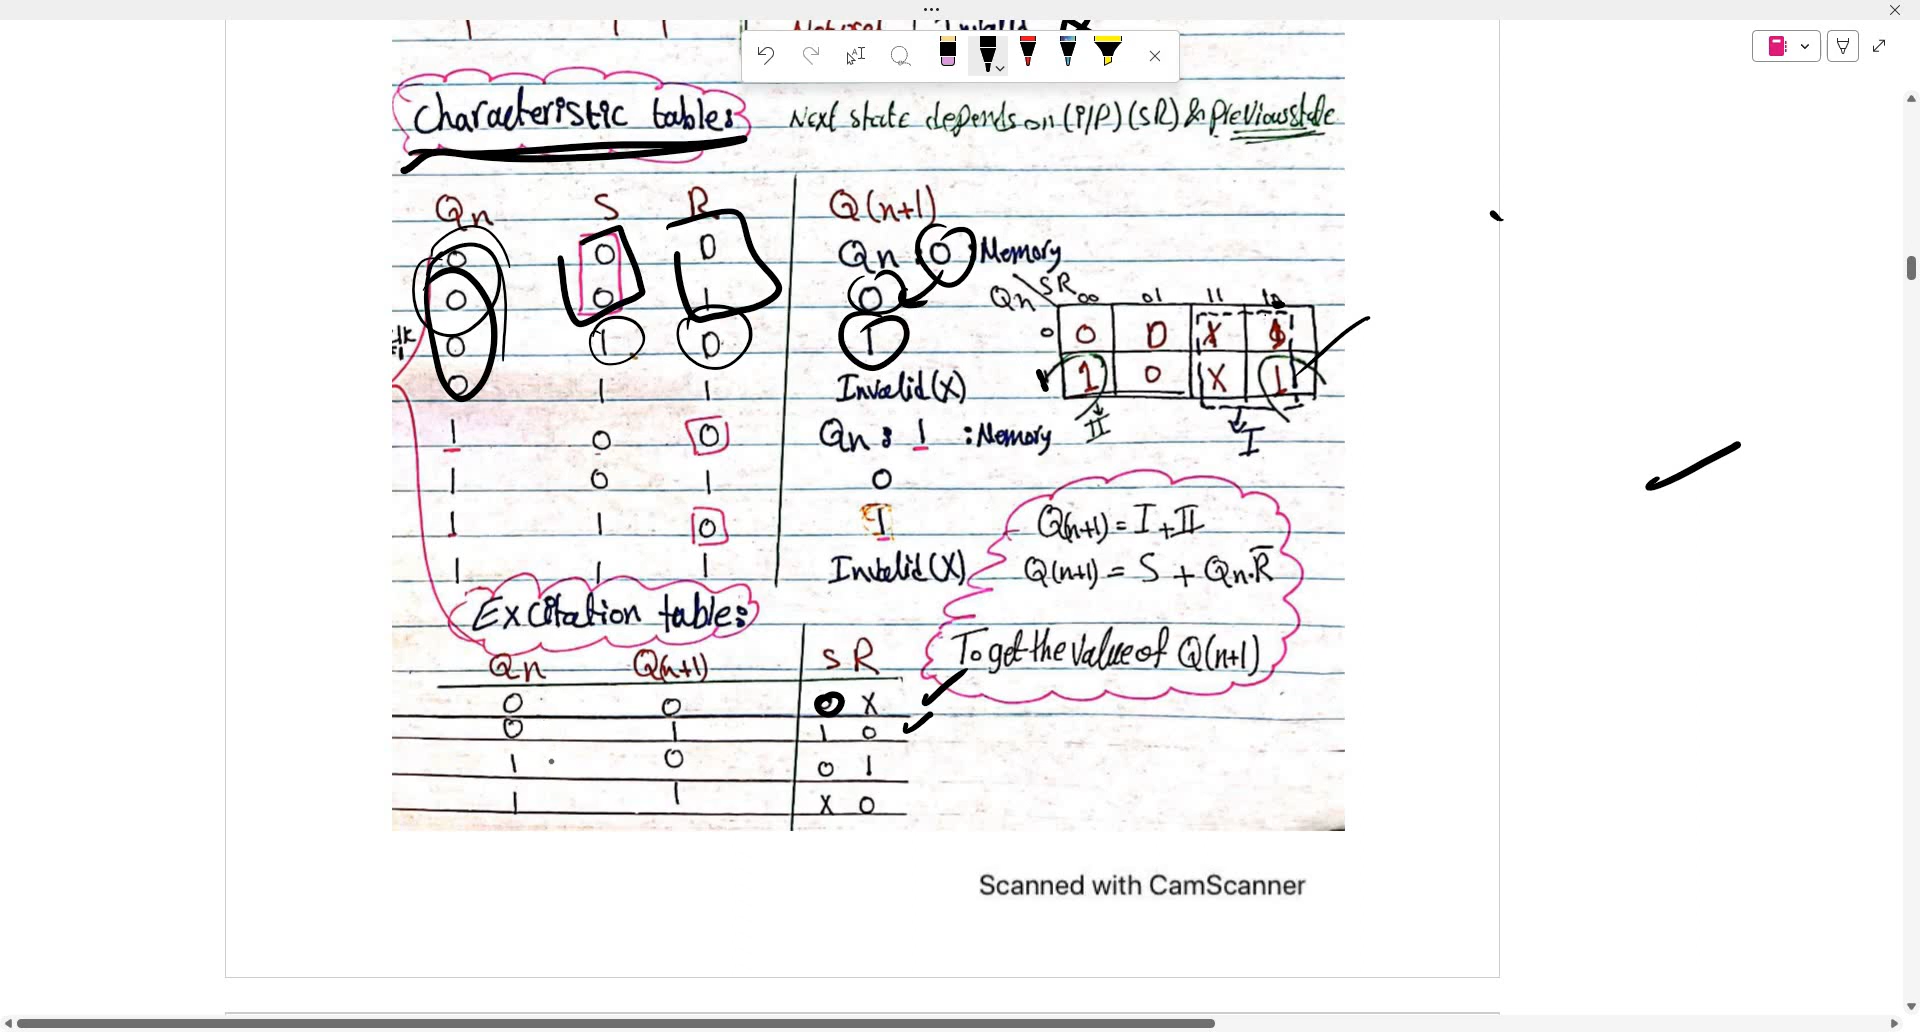 Characteristic tables
Next state depends on (i/p) (SR) & previous state
Qn S R Q(n+1)
0 0 0 Qn 0 Memory
0 0 1 0
0 1 0 1
0 1 1 Invalid (X)
1 0 0 Qn : 1 : Memory
1 0 1 0
1 1 0 1
1 1 1 Invalid (X)
Qn SR 00 01 11 10
0 0 0 X
1 0 X 1
II I
Q(n+1) = I + II
Q(n+1) = S + Qn.R̅
To get the value of Q(n+1)
Excitation table:
Qn Q(n+1) S R
0 0 0 X
0 1 1 0
1 0 0 1
1 1 X 0
Scanned with CamScanner